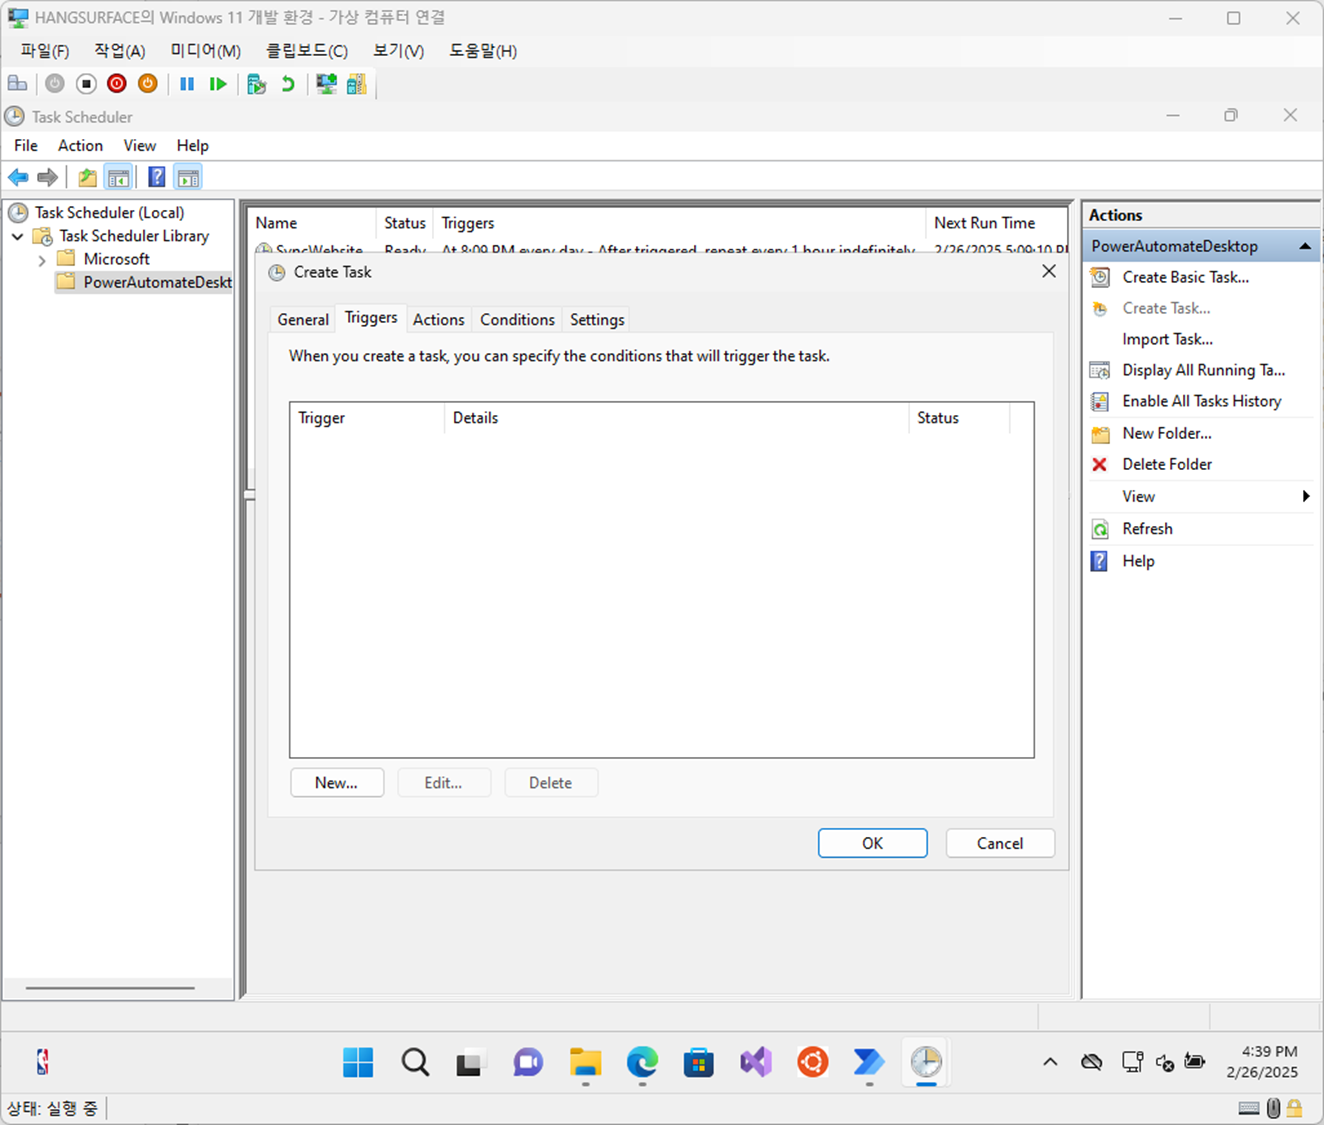 HANGSURFACE의 Windows 11 개발 환경 - 가상 컴퓨터 연결
파일(F) 작업(A) 미디어(M) 클립보드(C) 보기(V) 도움말(H)
Task Scheduler
File Action View Help
Task Scheduler (Local)
Task Scheduler Library
Microsoft
PowerAutomateDeskt
Name Status Triggers Next Run Time
SyncWebsite Ready At 8:09 PM every day - After triggered, repeat every 1 hour indefinitely. 2/26/2025 5:09:10 PM
Create Task
General Triggers Actions Conditions Settings
When you create a task, you can specify the conditions that will trigger the task.
Trigger Details Status
New... Edit... Delete
OK Cancel
Actions
PowerAutomateDesktop
Create Basic Task...
Create Task...
Import Task...
Display All Running Ta...
Enable All Tasks History
New Folder...
Delete Folder
View
Refresh
Help
4:39 PM
2/26/2025
상태: 실행 중